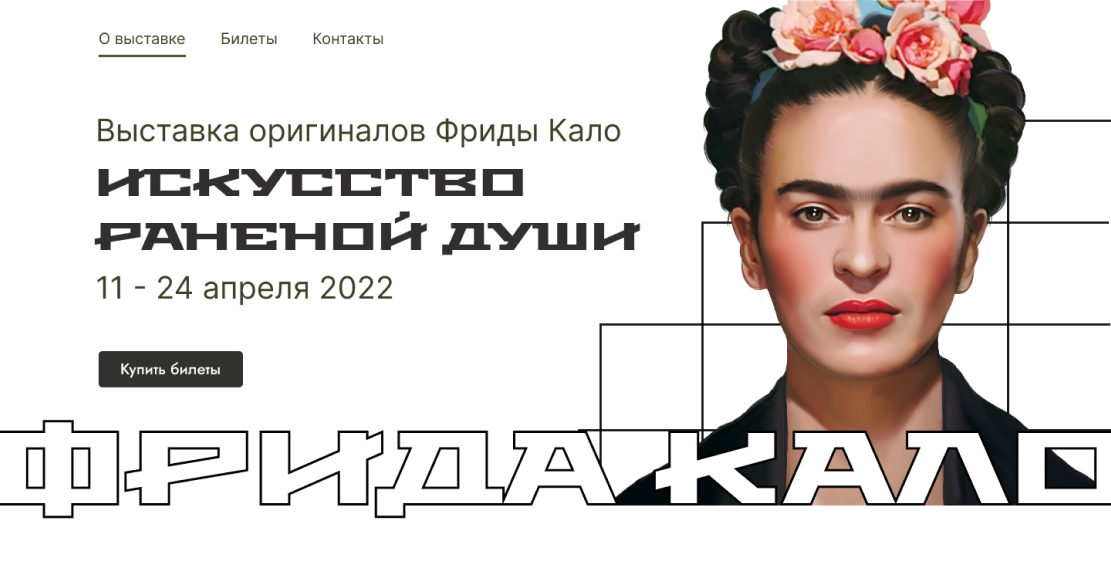 О выставке Билеты Контакты
Выставка оригиналов Фриды Кало
ИСКУССТВО
РАНЕНОЙ ДУШИ
11 - 24 апреля 2022
Купить билеты
ФРИДА КАЛО